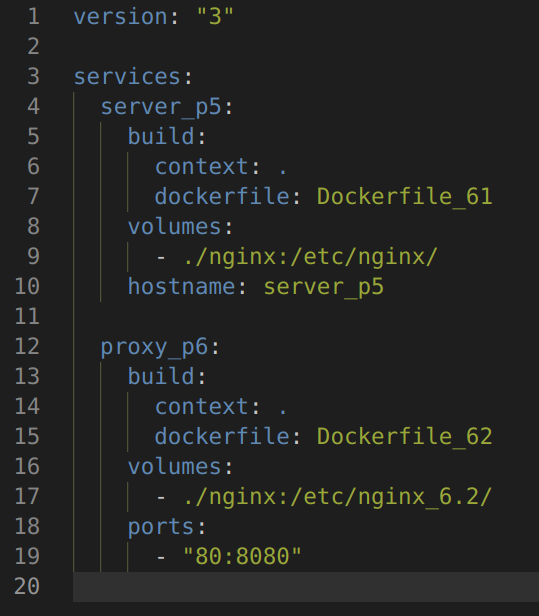 1 version: "3"
2
3 services:
4   server_p5:
5     build:
6       context: .
7       dockerfile: Dockerfile_61
8     volumes:
9       - ./nginx:/etc/nginx/
10     hostname: server_p5
11
12   proxy_p6:
13     build:
14       context: .
15       dockerfile: Dockerfile_62
16     volumes:
17       - ./nginx:/etc/nginx_6.2/
18     ports:
19       - "80:8080"
20